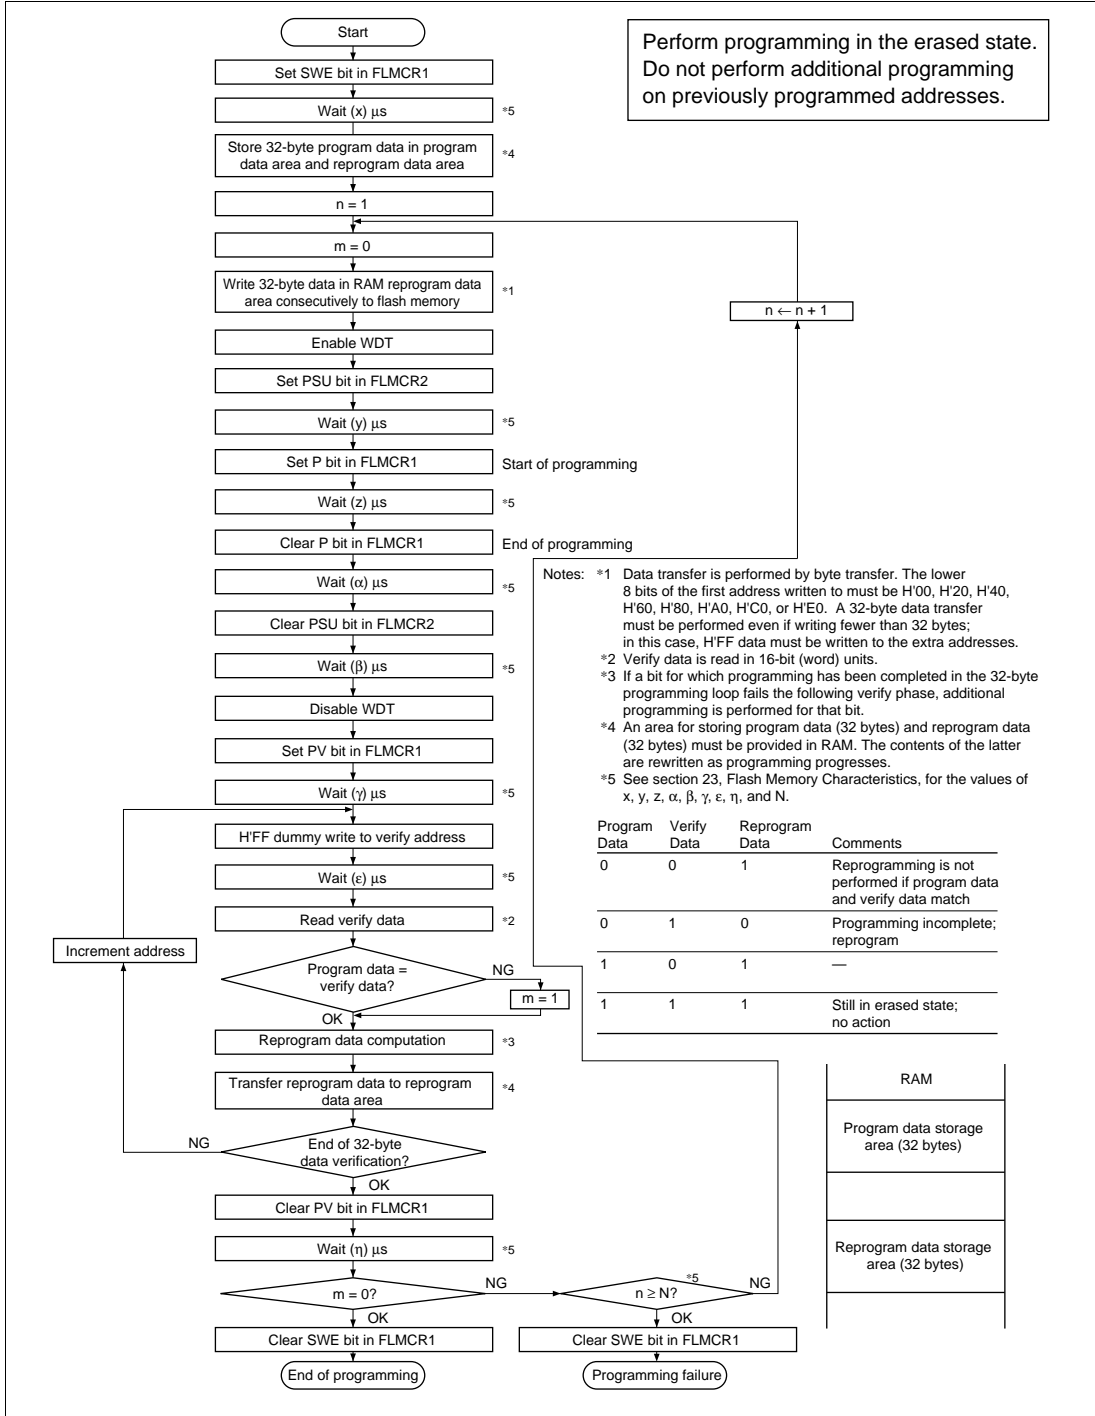 Start
Perform programming in the erased state.
Do not perform additional programming
on previously programmed addresses.
Set SWE bit in FLMCR1
Wait (x) μs
*5
Store 32-byte program data in program
data area and reprogram data area
*4
n = 1
m = 0
Write 32-byte data in RAM reprogram data
area consecutively to flash memory
*1
n ← n + 1
Enable WDT
Set PSU bit in FLMCR2
Wait (y) μs
*5
Set P bit in FLMCR1
Start of programming
Wait (z) μs
*5
Clear P bit in FLMCR1
End of programming
Wait (α) μs
*5
Clear PSU bit in FLMCR2
Wait (β) μs
*5
Disable WDT
Set PV bit in FLMCR1
Wait (γ) μs
*5
H'FF dummy write to verify address
Wait (ε) μs
*5
Read verify data
*2
Increment address
Program data =
verify data?
NG
m = 1
OK
Reprogram data computation
*3
Transfer reprogram data to reprogram
data area
*4
NG
End of 32-byte
data verification?
OK
Clear PV bit in FLMCR1
Wait (η) μs
*5
m = 0?
NG
*5
n ≥ N?
NG
OK
OK
Clear SWE bit in FLMCR1
Clear SWE bit in FLMCR1
End of programming
Programming failure
Notes: *1 Data transfer is performed by byte transfer. The lower
8 bits of the first address written to must be H'00, H'20, H'40,
H'60, H'80, H'A0, H'C0, or H'E0. A 32-byte data transfer
must be performed even if writing fewer than 32 bytes;
in this case, H'FF data must be written to the extra addresses.
*2 Verify data is read in 16-bit (word) units.
*3 If a bit for which programming has been completed in the 32-byte
programming loop fails the following verify phase, additional
programming is performed for that bit.
*4 An area for storing program data (32 bytes) and reprogram data
(32 bytes) must be provided in RAM. The contents of the latter
are rewritten as programming progresses.
*5 See section 23, Flash Memory Characteristics, for the values of
x, y, z, α, β, γ, ε, η, and N.
Program Verify Reprogram
Data Data Data Comments
0 0 1 Reprogramming is not
performed if program data
and verify data match
0 1 0 Programming incomplete;
reprogram
1 0 1 —
1 1 1 Still in erased state;
no action
RAM
Program data storage
area (32 bytes)
Reprogram data storage
area (32 bytes)